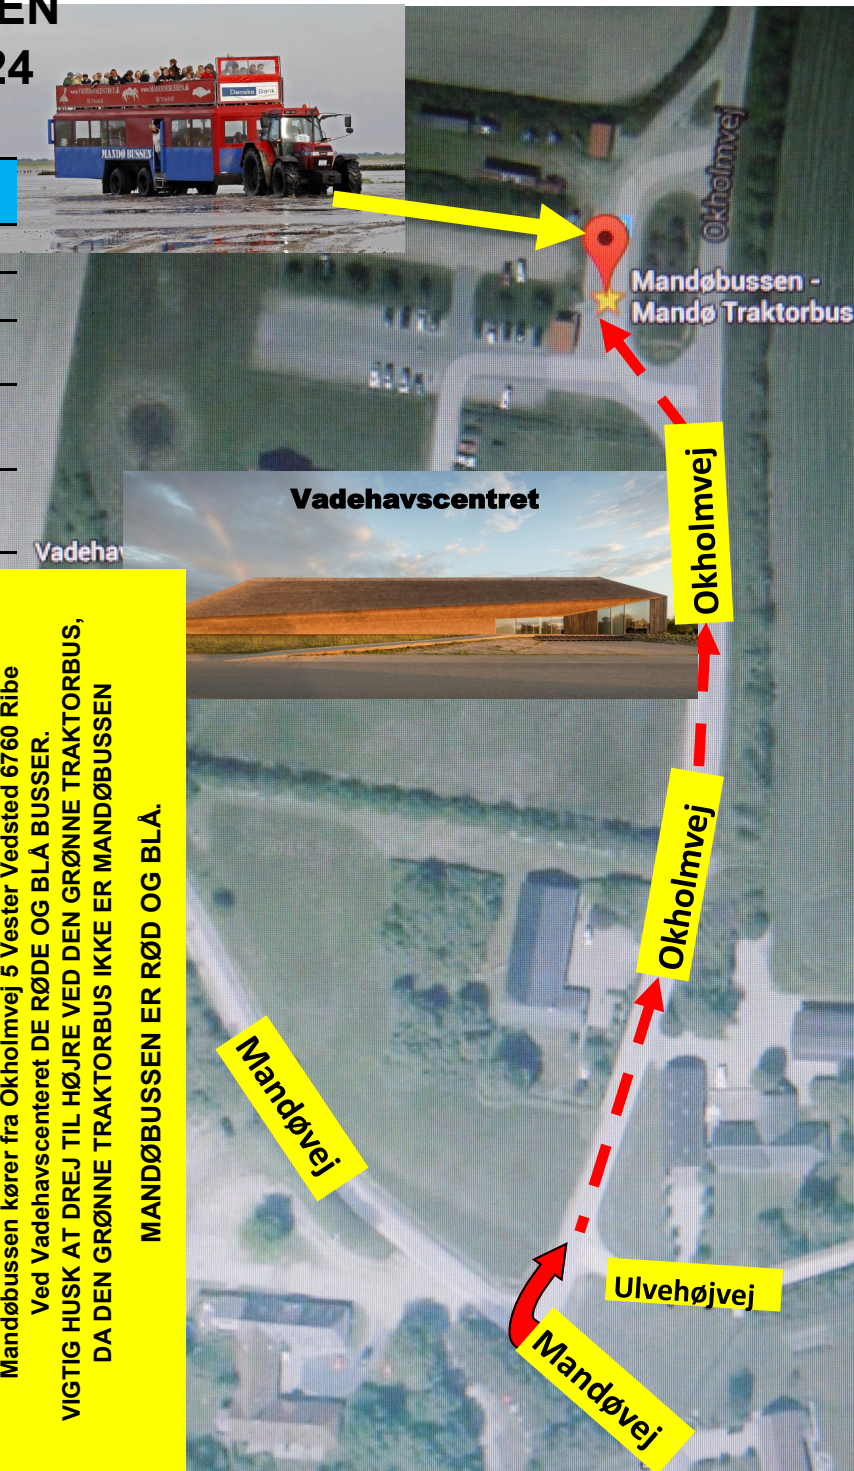 EN
24
MANDØ BUSSEN
Danske Bank
Okholmvej
Mandøbussen -
Mandø Traktorbus
Okholmvej
Vadehavscentret
Vadehav
Mandøbussen kører fra Okholmvej 5 Vester Vedsted 6760 Ribe
Ved Vadehavscenteret DE RØDE OG BLÅ BUSSER.
VIGTIG HUSK AT DREJ TIL HØJRE VED DEN GRØNNE TRAKTORBUS,
DA DEN GRØNNE TRAKTORBUS IKKE ER MANDØBUSSEN
MANDØBUSSEN ER RØD OG BLÅ.
Okholmvej
Mandøvej
Ulvehøjvej
Mandøvej